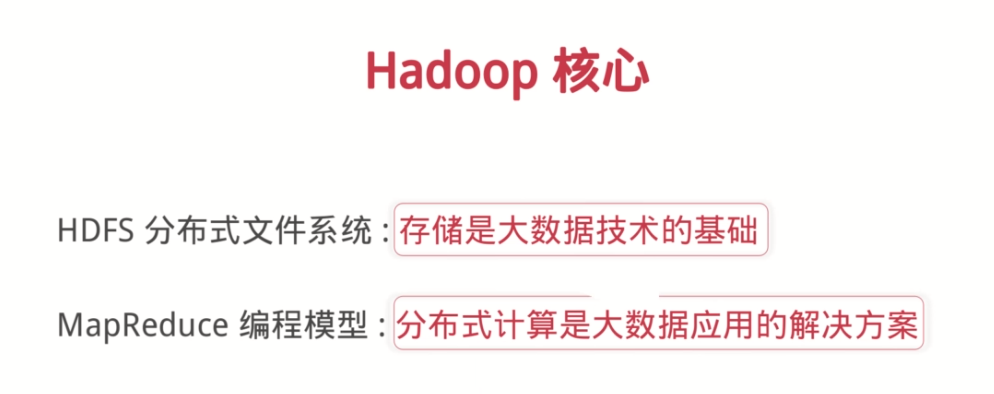 Hadoop 核心
HDFS 分布式文件系统 : 存储是大数据技术的基础
MapReduce 编程模型 : 分布式计算是大数据应用的解决方案